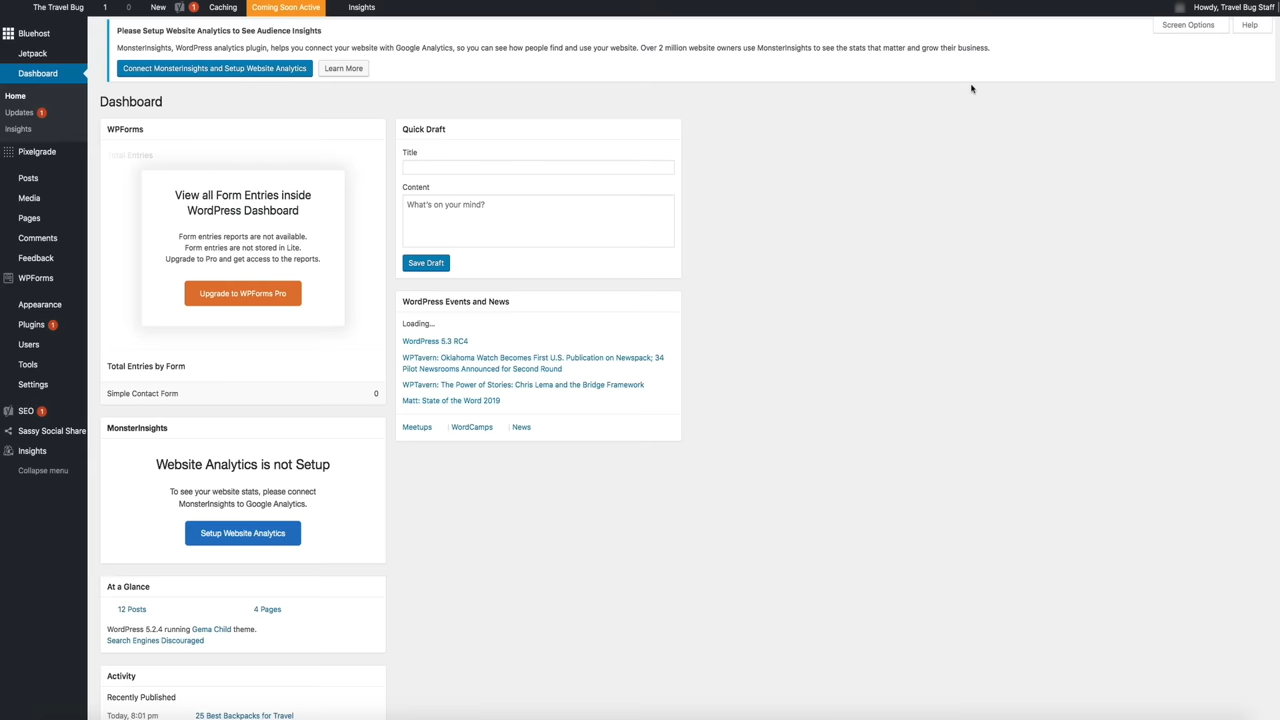 The Travel Bug 1 0 New 1 Caching Coming Soon Active Insights Howdy, Travel Bug Staff
Bluehost
Jetpack
Dashboard
Home
Updates 1
Insights
Pixelgrade
Posts
Media
Pages
Comments
Feedback
WPForms
Appearance
Plugins 1
Users
Tools
Settings
SEO 1
Sassy Social Share
Insights
Collapse menu
Screen Options Help
Please Setup Website Analytics to See Audience Insights
MonsterInsights, WordPress analytics plugin, helps you connect your website with Google Analytics, so you can see how people find and use your website. Over 2 million website owners use MonsterInsights to see the stats that matter and grow their business.
Connect MonsterInsights and Setup Website Analytics Learn More
Dashboard
WPForms
Total Entries
View all Form Entries inside
WordPress Dashboard
Form entries reports are not available.
Form entries are not stored in Lite.
Upgrade to Pro and get access to the reports.
Upgrade to WPForms Pro
Total Entries by Form
Simple Contact Form 0
MonsterInsights
Website Analytics is not Setup
To see your website stats, please connect
MonsterInsights to Google Analytics.
Setup Website Analytics
At a Glance
12 Posts 4 Pages
WordPress 5.2.4 running Gema Child theme.
Search Engines Discouraged
Activity
Recently Published
Today, 8:01 pm 25 Best Backpacks for Travel
Quick Draft
Title
Content
What's on your mind?
Save Draft
WordPress Events and News
Loading...
WordPress 5.3 RC4
WPTavern: Oklahoma Watch Becomes First U.S. Publication on Newspack; 34
Pilot Newsrooms Announced for Second Round
WPTavern: The Power of Stories: Chris Lema and the Bridge Framework
Matt: State of the Word 2019
Meetups | WordCamps | News